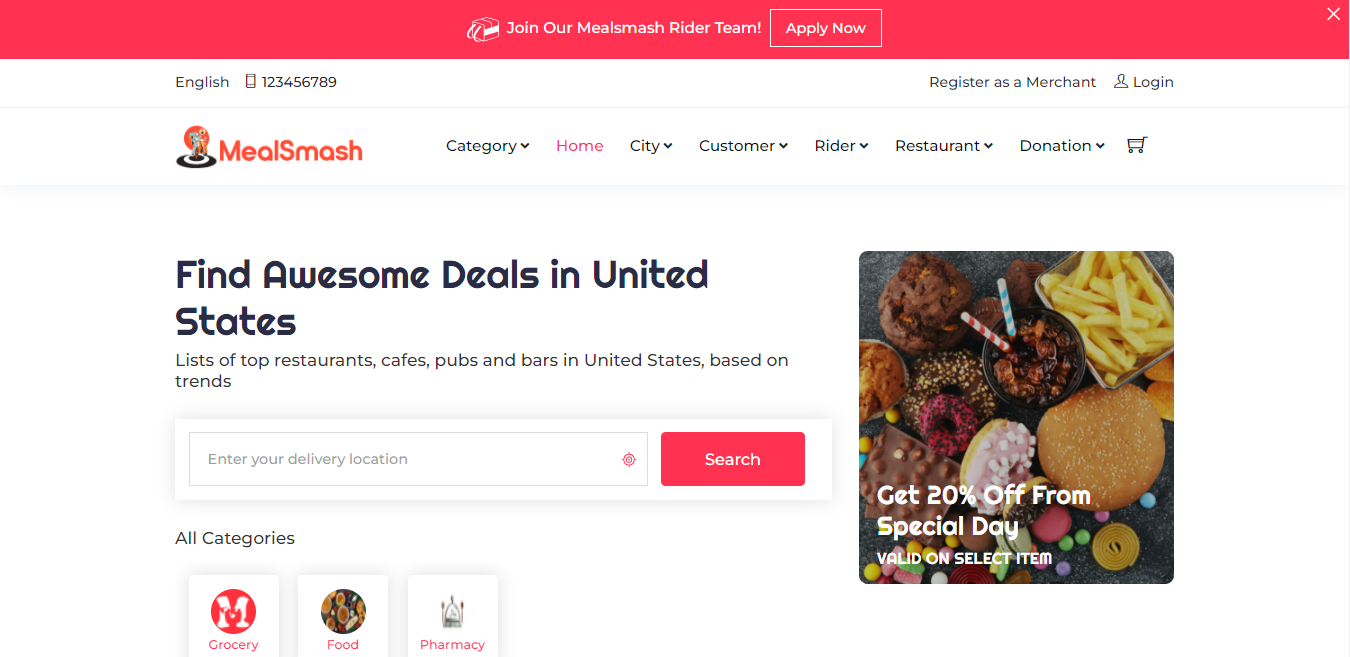 Join Our Mealsmash Rider Team! Apply Now
English 123456789 Register as a Merchant Login
MealSmash Category Home City Customer Rider Restaurant Donation
Find Awesome Deals in United
States
Lists of top restaurants, cafes, pubs and bars in United States, based on
trends
Enter your delivery location Search
All Categories
Grocery Food Pharmacy
Get 20% Off From
Special Day
VALID ON SELECT ITEM